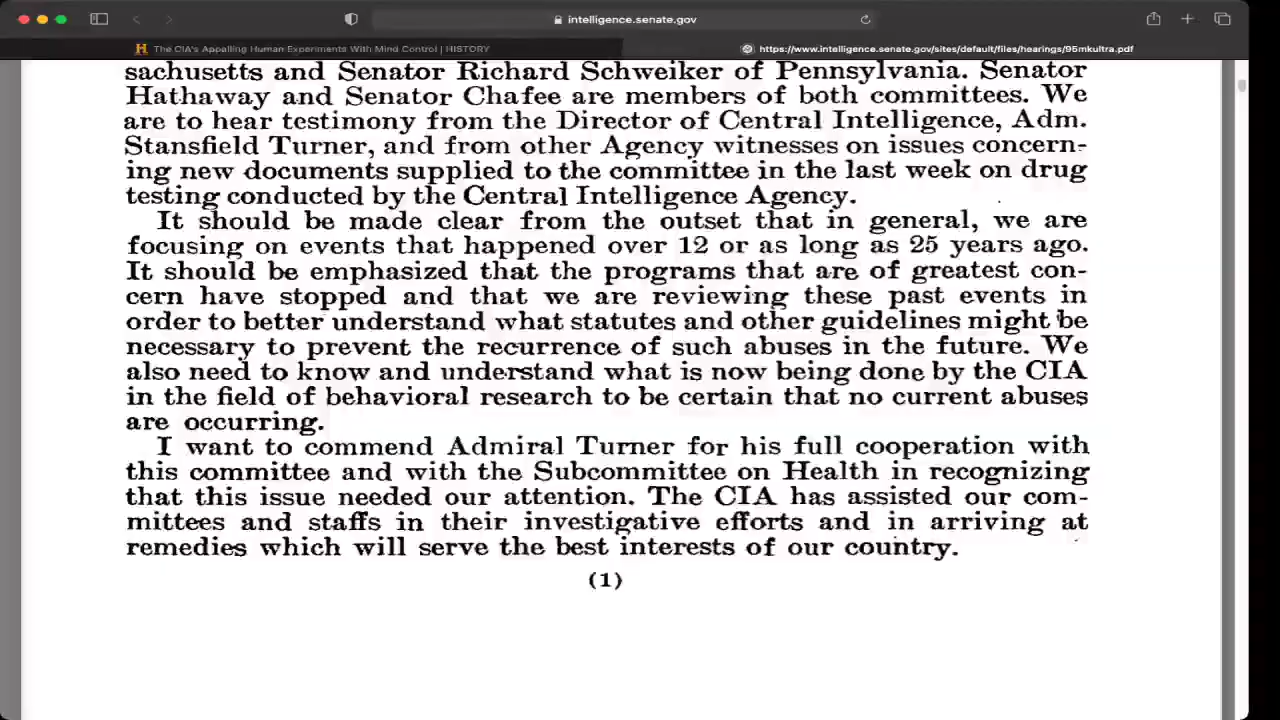 intelligence.senate.gov
The CIA's Appalling Human Experiments With Mind Control | HISTORY
https://www.intelligence.senate.gov/sites/default/files/hearings/95mkultra.pdf
sachusetts and Senator Richard Schweiker of Pennsylvania. Senator
Hathaway and Senator Chafee are members of both committees. We
are to hear testimony from the Director of Central Intelligence, Adm.
Stansfield Turner, and from other Agency witnesses on issues concern-
ing new documents supplied to the committee in the last week on drug
testing conducted by the Central Intelligence Agency.
It should be made clear from the outset that in general, we are
focusing on events that happened over 12 or as long as 25 years ago.
It should be emphasized that the programs that are of greatest con-
cern have stopped and that we are reviewing these past events in
order to better understand what statutes and other guidelines might be
necessary to prevent the recurrence of such abuses in the future. We
also need to know and understand what is now being done by the CIA
in the field of behavioral research to be certain that no current abuses
are occurring.
I want to commend Admiral Turner for his full cooperation with
this committee and with the Subcommittee on Health in recognizing
that this issue needed our attention. The CIA has assisted our com-
mittees and staffs in their investigative efforts and in arriving at
remedies which will serve the best interests of our country.
(1)